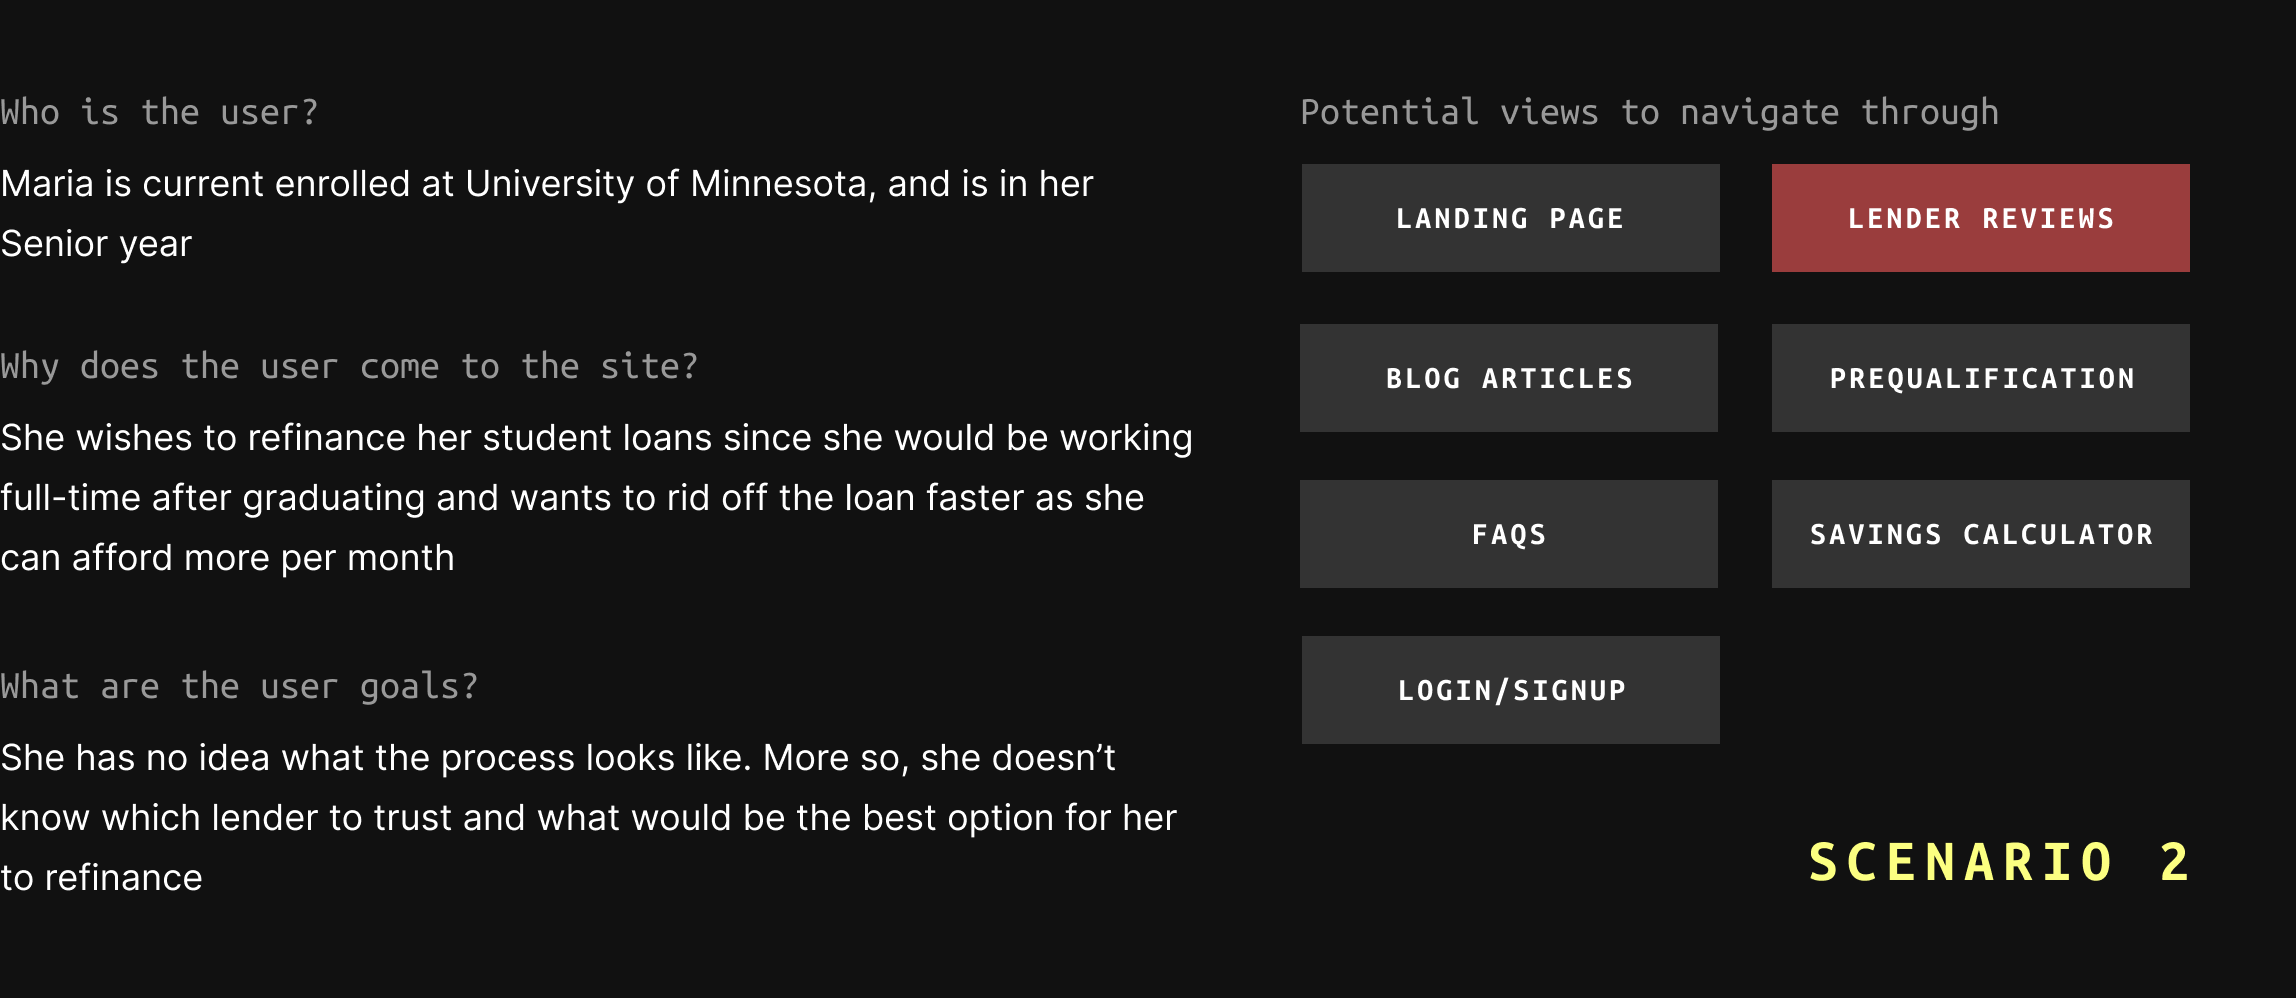 Who is the user?
Maria is current enrolled at University of Minnesota, and is in her
Senior year
Why does the user come to the site?
She wishes to refinance her student loans since she would be working
full-time after graduating and wants to rid off the loan faster as she
can afford more per month
What are the user goals?
She has no idea what the process looks like. More so, she doesn’t
know which lender to trust and what would be the best option for her
to refinance
Potential views to navigate through
LANDING PAGE
LENDER REVIEWS
BLOG ARTICLES
PREQUALIFICATION
FAQS
SAVINGS CALCULATOR
LOGIN/SIGNUP
SCENARIO 2